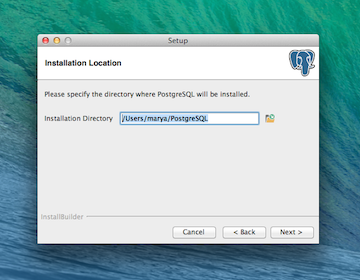 Setup
Installation Location
Please specify the directory where PostgreSQL will be installed.
Installation Directory /Users/marya/PostgreSQL
InstallBuilder
Cancel < Back Next >